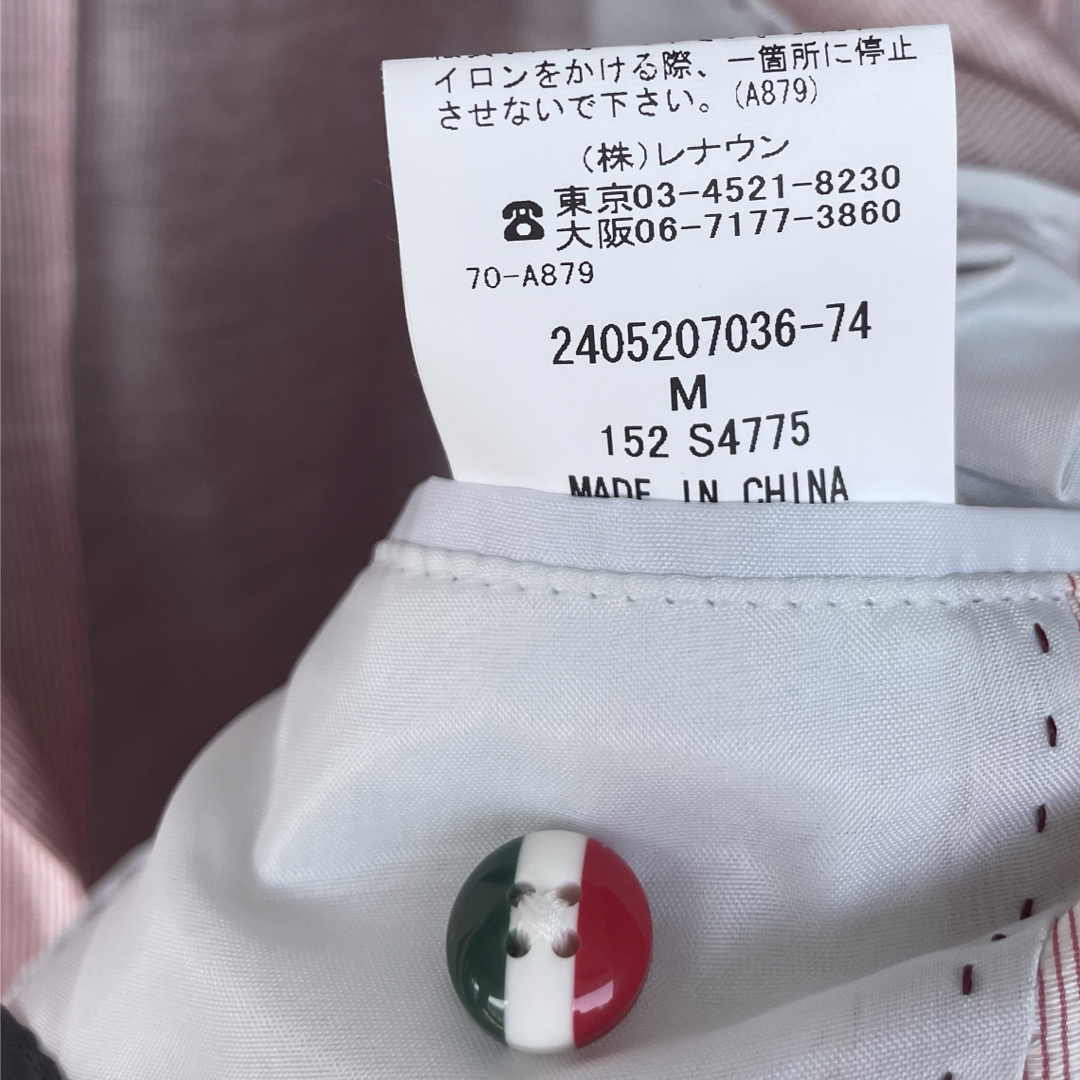 イロンをかける際、一箇所に停止
させないで下さい。(A879)
(株)レナウン
☎ 東京03-4521-8230
大阪06-7177-3860
70-A879
2405207036-74
M
152 S4775
MADE IN CHINA